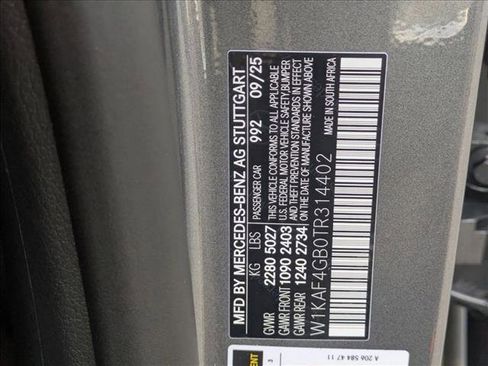 MFD BY MERCEDES-BENZ AG STUTTGART
PASSENGER CAR 992 09/25
KG LBS
GVWR 2280 5027
GAWR FRONT 1090 2403
GAWR REAR 1240 2734
THIS VEHICLE CONFORMS TO ALL APPLICABLE
U.S. FEDERAL MOTOR VEHICLE SAFETY, BUMPER
AND THEFT PREVENTION STANDARDS IN EFFECT
ON THE DATE OF MANUFACTURE SHOWN ABOVE
W1KAF4GB0TR314402
MADE IN SOUTH AFRICA
A 206 584 47 11